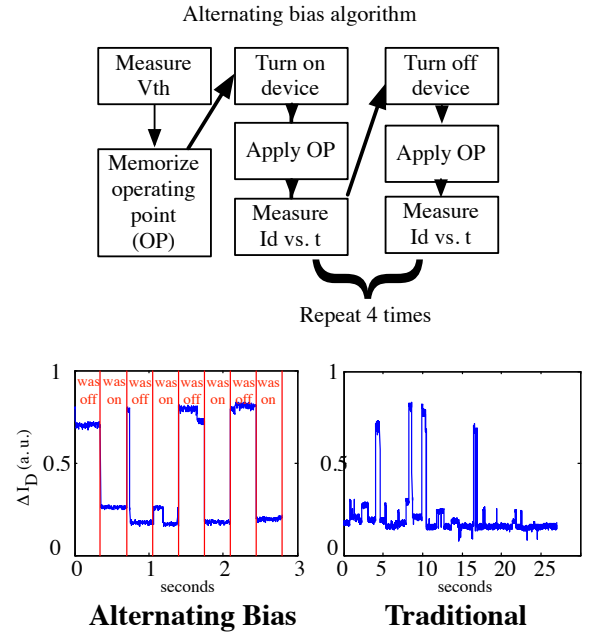 Alternating bias algorithm
Measure
Vth
Turn on
device
Turn off
device
Memorize
operating
point
(OP)
Apply OP
Apply OP
Measure
Id vs. t
Measure
Id vs. t
Repeat 4 times
1
0.5
0
ΔI_D (a.u.)
was
off
was
on
was
off
was
on
was
off
was
on
was
off
was
on
0
1
2
3
seconds
Alternating Bias
1
0.5
0
0
5
10
15
20
25
seconds
Traditional